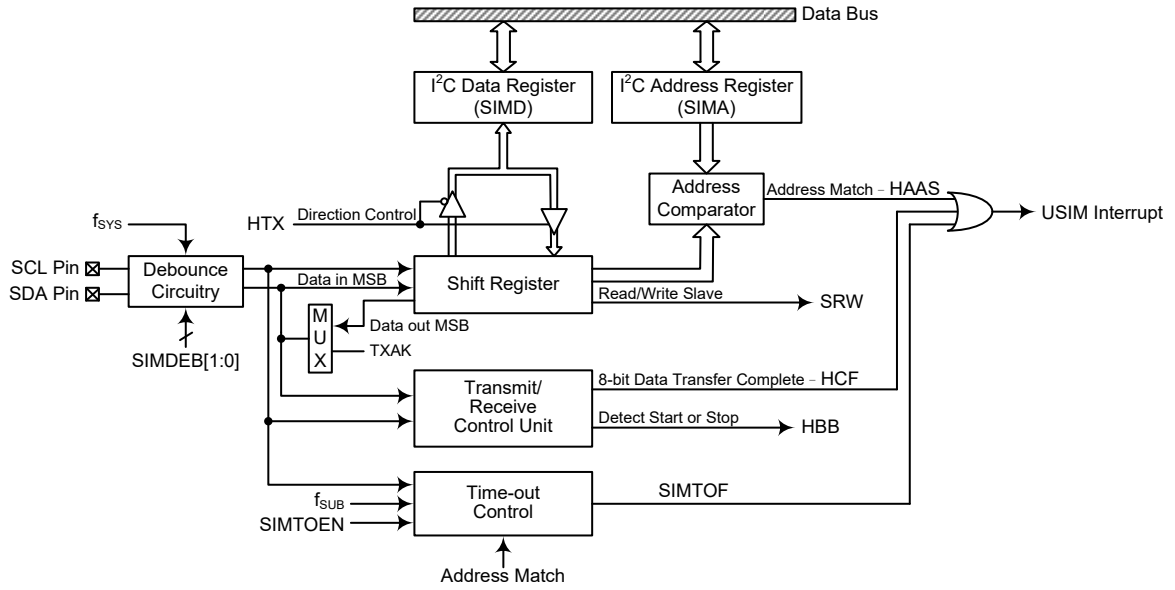 Data Bus
I²C Data Register
(SIMD)
I²C Address Register
(SIMA)
Address
Comparator
Address Match - HAAS
USIM Interrupt
HTX
Direction Control
fSYS
SCL Pin
SDA Pin
Debounce
Circuitry
SIMDEB[1:0]
Data in MSB
Shift Register
Read/Write Slave
SRW
M
U
X
Data out MSB
TXAK
Transmit/
Receive
Control Unit
8-bit Data Transfer Complete - HCF
Detect Start or Stop
HBB
fSUB
SIMTOEN
Time-out
Control
SIMTOF
Address Match